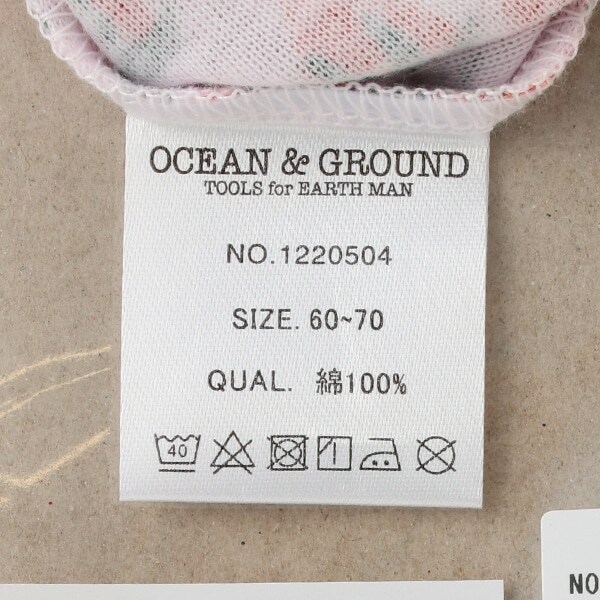 OCEAN & GROUND
TOOLS for EARTH MAN
NO.1220504
SIZE. 60~70
QUAL. 綿100%
40
NO